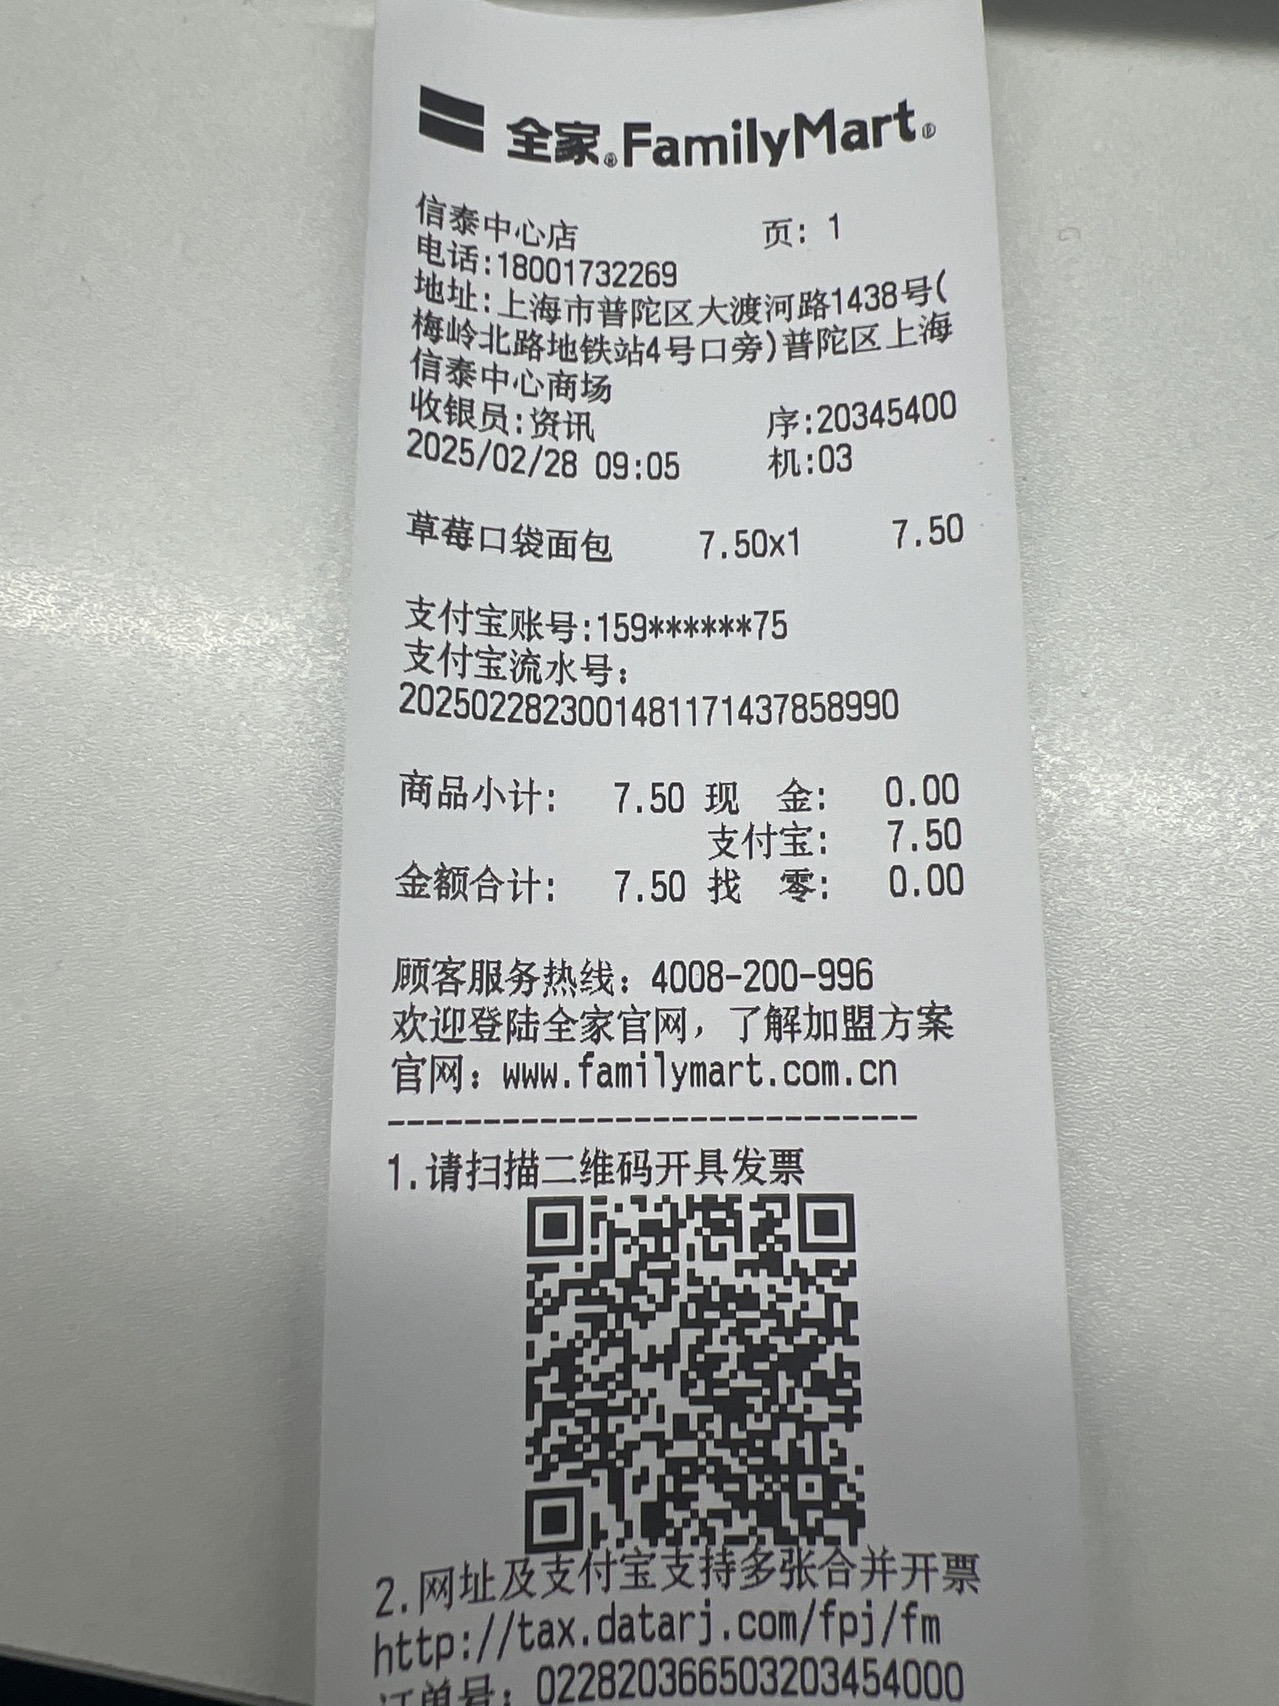 全家® FamilyMart®
信泰中心店 页: 1
电话:18001732269
地址:上海市普陀区大渡河路1438号(
梅岭北路地铁站4号口旁)普陀区上海
信泰中心商场
收银员:资讯 序:20345400
2025/02/28 09:05 机:03
草莓口袋面包 7.50x1 7.50
支付宝账号:159******75
支付宝流水号:
2025022823001481171437858990
商品小计: 7.50 现 金: 0.00
支付宝: 7.50
金额合计: 7.50 找 零: 0.00
顾客服务热线: 4008-200-996
欢迎登陆全家官网, 了解加盟方案
官网: www.familymart.com.cn
----------------------------
1.请扫描二维码开具发票
2.网址及支付宝支持多张合并开票
http://tax.datarj.com/fpj/fm
订单号: 022820366503203454000